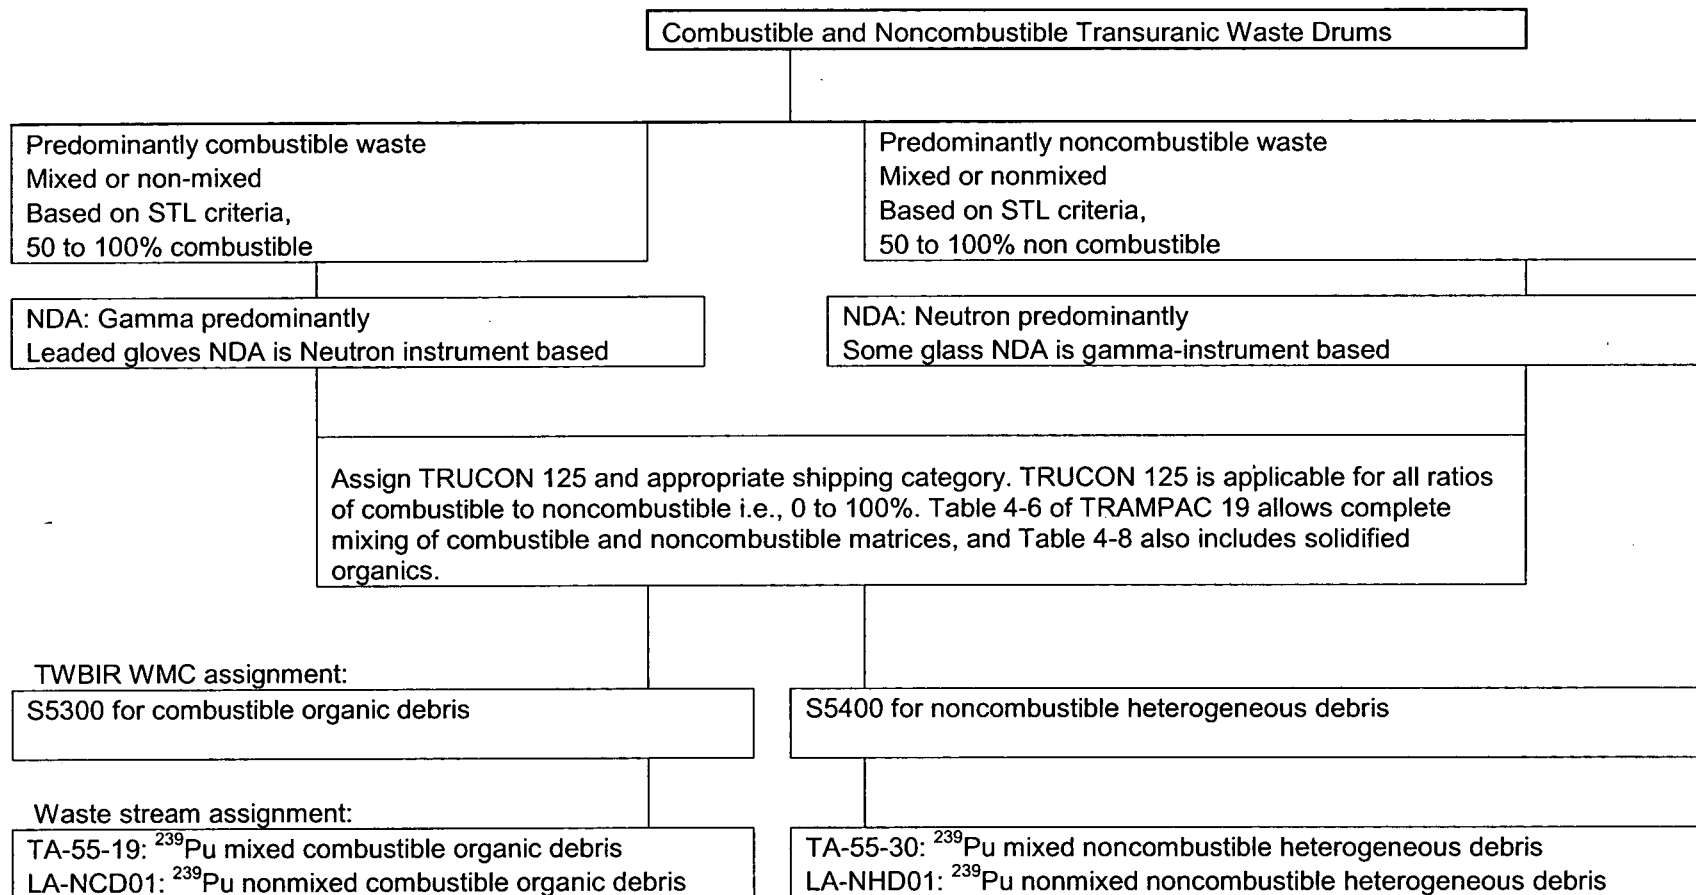 Combustible and Noncombustible Transuranic Waste Drums
Predominantly combustible waste
Mixed or non-mixed
Based on STL criteria,
50 to 100% combustible
Predominantly noncombustible waste
Mixed or nonmixed
Based on STL criteria,
50 to 100% non combustible
NDA: Gamma predominantly
Leaded gloves NDA is Neutron instrument based
NDA: Neutron predominantly
Some glass NDA is gamma-instrument based
Assign TRUCON 125 and appropriate shipping category. TRUCON 125 is applicable for all ratios
of combustible to noncombustible i.e., 0 to 100%. Table 4-6 of TRAMPAC 19 allows complete
mixing of combustible and noncombustible matrices, and Table 4-8 also includes solidified
organics.
TWBIR WMC assignment:
S5300 for combustible organic debris
S5400 for noncombustible heterogeneous debris
Waste stream assignment:
TA-55-19: ²³⁹Pu mixed combustible organic debris
LA-NCD01: ²³⁹Pu nonmixed combustible organic debris
TA-55-30: ²³⁹Pu mixed noncombustible heterogeneous debris
LA-NHD01: ²³⁹Pu nonmixed noncombustible heterogeneous debris